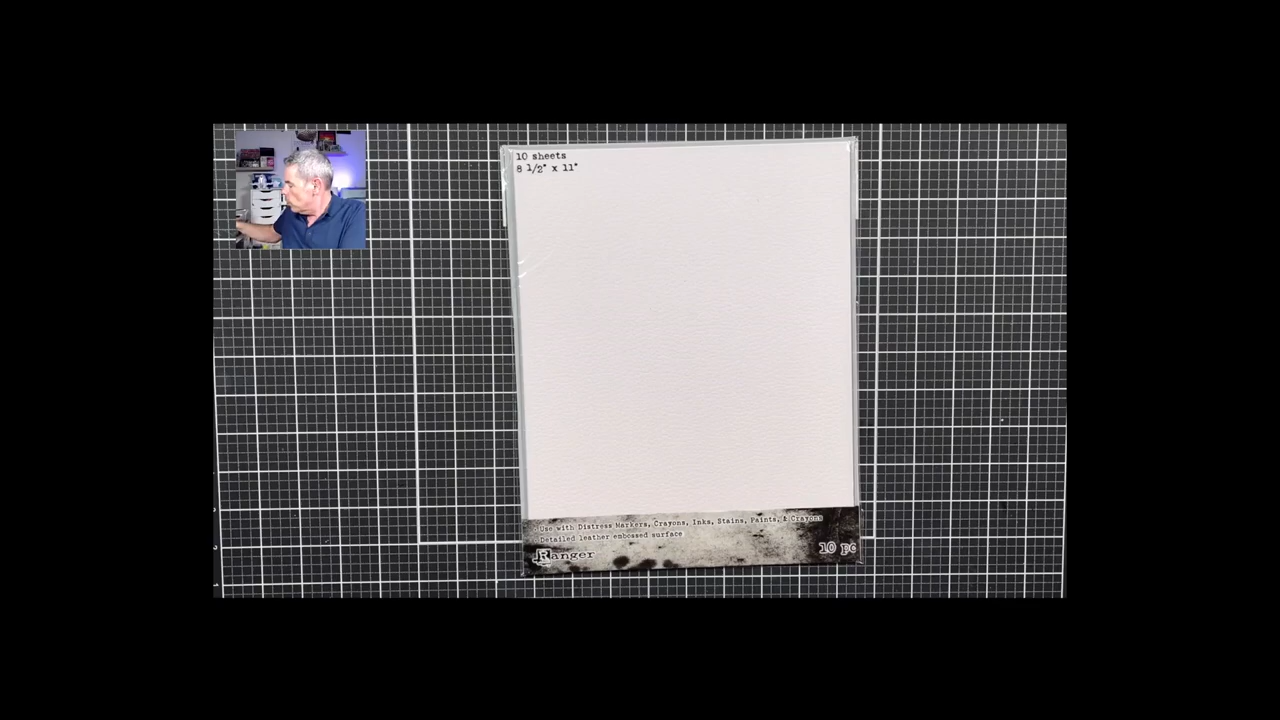 10 sheets
8 1/2" x 11"
· Use with Distress Markers, Crayons, Inks, Stains, Paints, & Crayons
· Detailed leather embossed surface
Ranger
10 pc